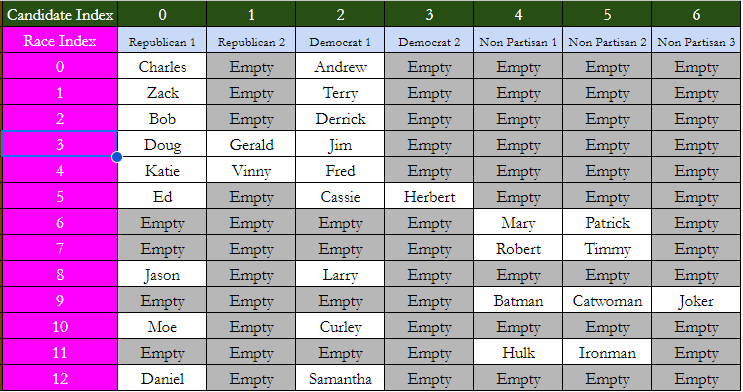 Candidate Index 0 1 2 3 4 5 6
Race Index Republican 1 Republican 2 Democrat 1 Democrat 2 Non Partisan 1 Non Partisan 2 Non Partisan 3
0 Charles Empty Andrew Empty Empty Empty Empty
1 Zack Empty Terry Empty Empty Empty Empty
2 Bob Empty Derrick Empty Empty Empty Empty
3 Doug Gerald Jim Empty Empty Empty Empty
4 Katie Vinny Fred Empty Empty Empty Empty
5 Ed Empty Cassie Herbert Empty Empty Empty
6 Empty Empty Empty Empty Mary Patrick Empty
7 Empty Empty Empty Empty Robert Timmy Empty
8 Jason Empty Larry Empty Empty Empty Empty
9 Empty Empty Empty Empty Batman Catwoman Joker
10 Moe Empty Curley Empty Empty Empty Empty
11 Empty Empty Empty Empty Hulk Ironman Empty
12 Daniel Empty Samantha Empty Empty Empty Empty